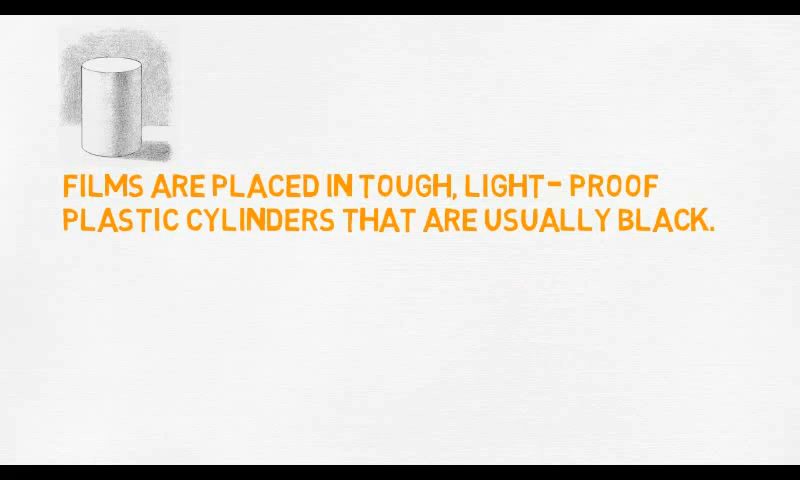 FILMS ARE PLACED IN TOUGH, LIGHT- PROOF
PLASTIC CYLINDERS THAT ARE USUALLY BLACK.